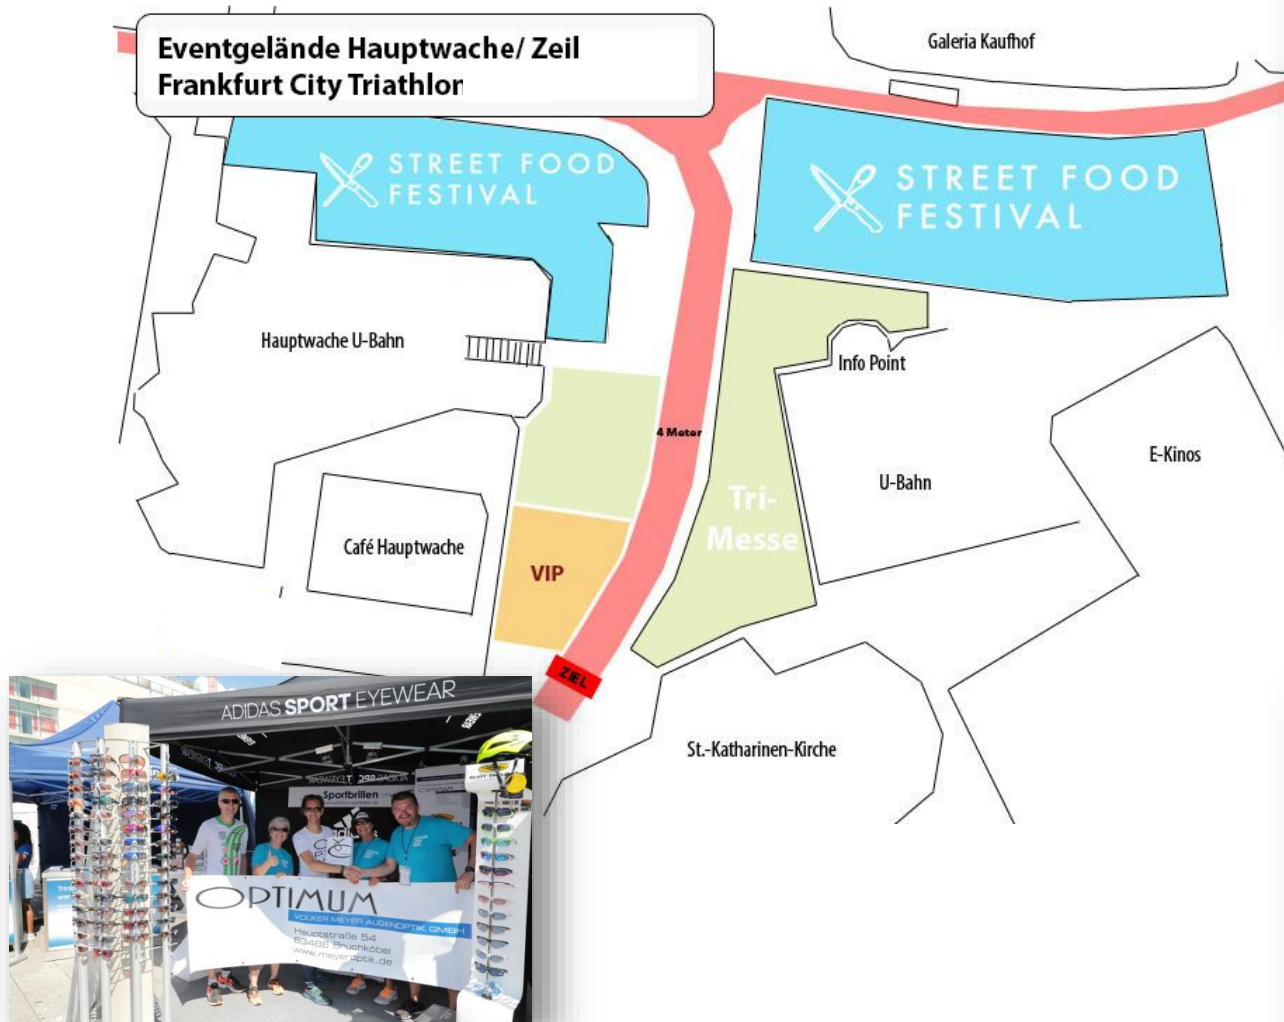 Eventgelände Hauptwache/ Zeil
Frankfurt City Triathlon
Galeria Kaufhof
STREET FOOD
FESTIVAL
STREET FOOD
FESTIVAL
Hauptwache U-Bahn
Info Point
4 Meter
E-Kinos
U-Bahn
Tri-
Messe
Café Hauptwache
VIP
ZIEL
St.-Katharinen-Kirche
ADIDAS SPORT EYEWEAR
Sportbrillen
OPTIMUM
VOLKER MEYER AUGENOPTIK GMBH
Hauptstraße 54
63486 Bruchköbel
www.meyeroptik.de